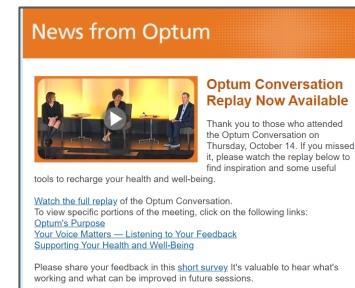 News from Optum
Optum Conversation
Replay Now Available
Thank you to those who attended
the Optum Conversation on
Thursday, October 14. If you missed
it, please watch the replay below to
find inspiration and some useful
tools to recharge your health and well-being.
Watch the full replay of the Optum Conversation.
To view specific portions of the meeting, click on the following links:
Optum's Purpose
Your Voice Matters — Listening to Your Feedback
Supporting Your Health and Well-Being
Please share your feedback in this short survey It's valuable to hear what's
working and what can be improved in future sessions.